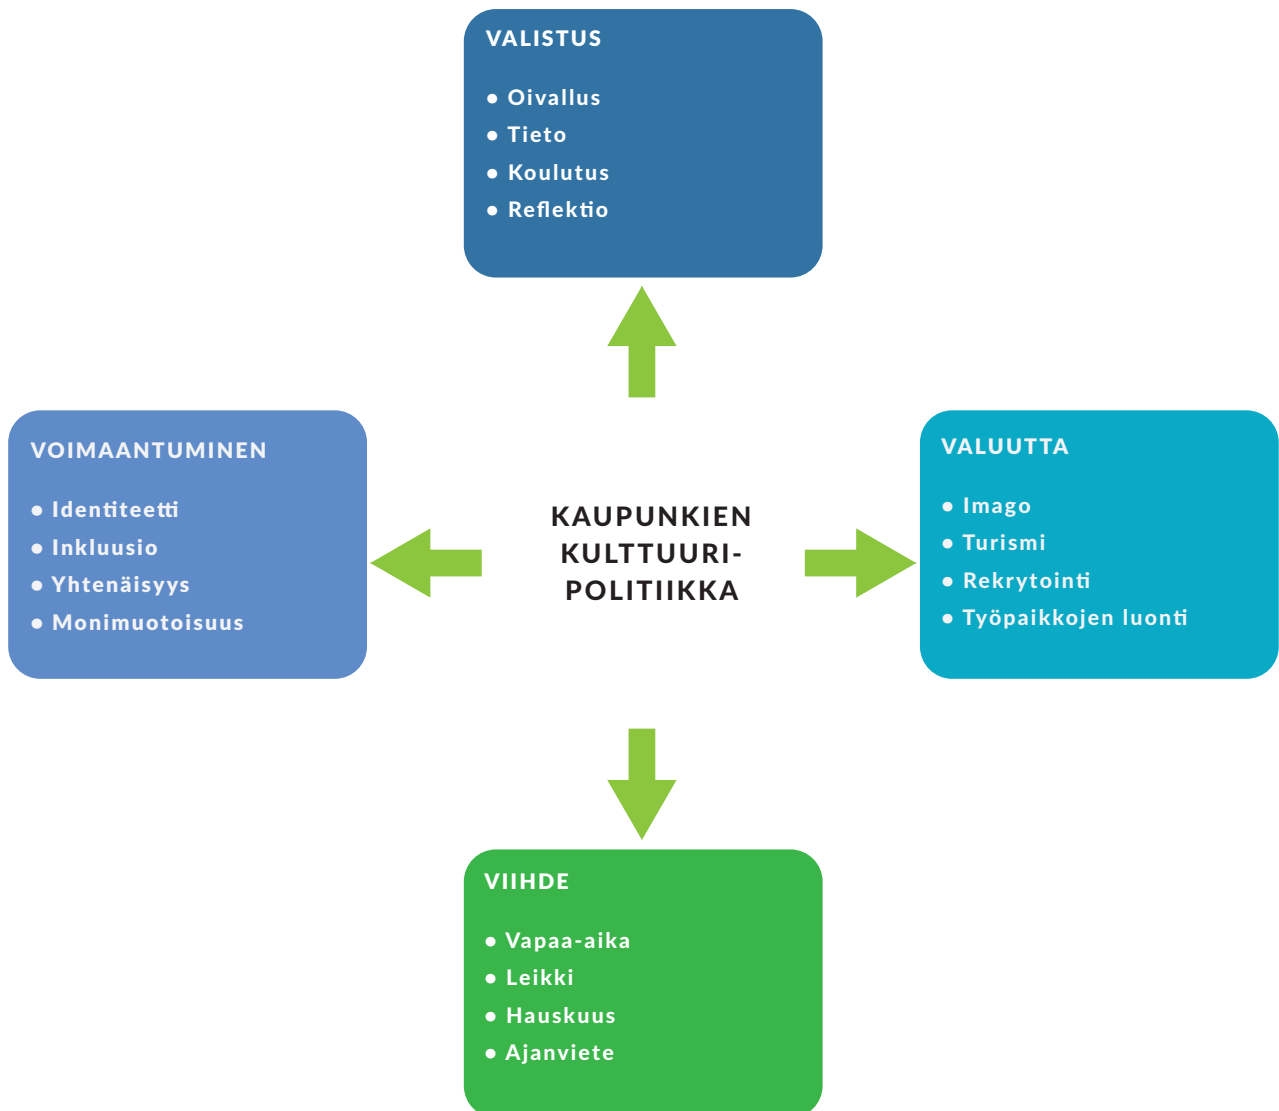 VALISTUS
• Oivallus
• Tieto
• Koulutus
• Reflektio
VOIMAANTUMINEN
• Identiteetti
• Inkluusio
• Yhtenäisyys
• Monimuotoisuus
KAUPUNKIEN
KULTTUURI-
POLITIIKKA
VALUUTTA
• Imago
• Turismi
• Rekrytointi
• Työpaikkojen luonti
VIIHDE
• Vapaa-aika
• Leikki
• Hauskuus
• Ajanviete